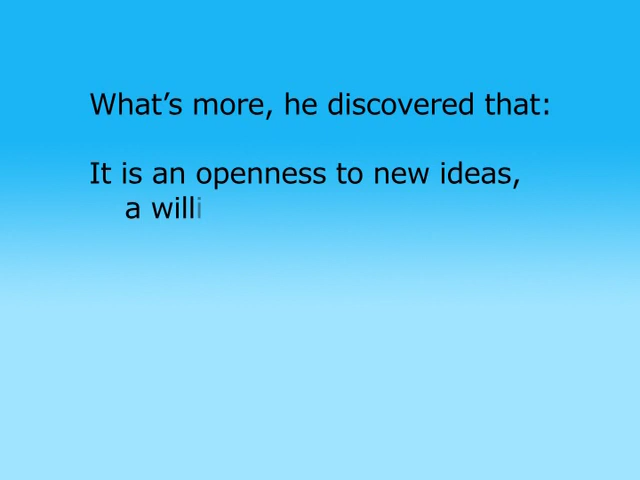 What’s more, he discovered that:
It is an openness to new ideas,
a willi